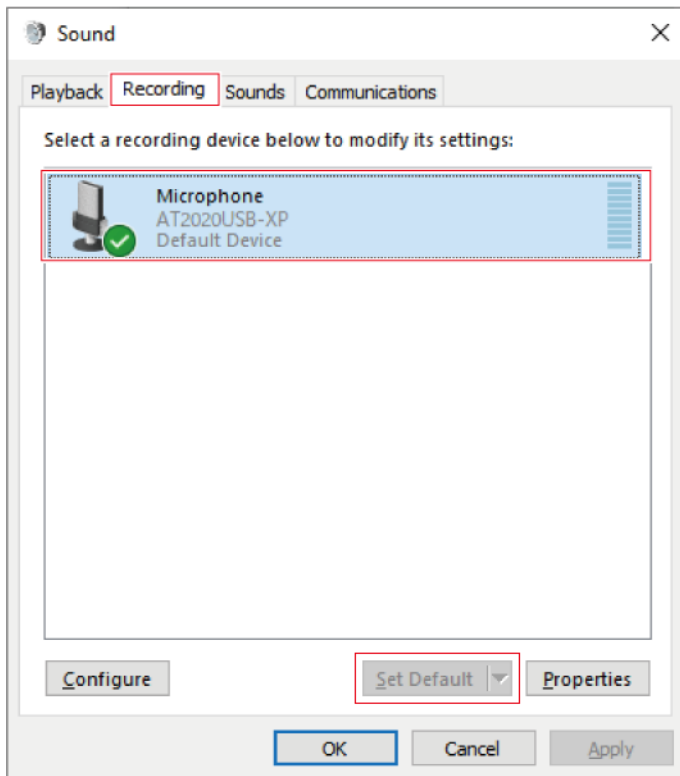 Sound
Playback Recording Sounds Communications
Select a recording device below to modify its settings:
Microphone
AT2020USB-XP
Default Device
Configure Set Default Properties
OK Cancel Apply